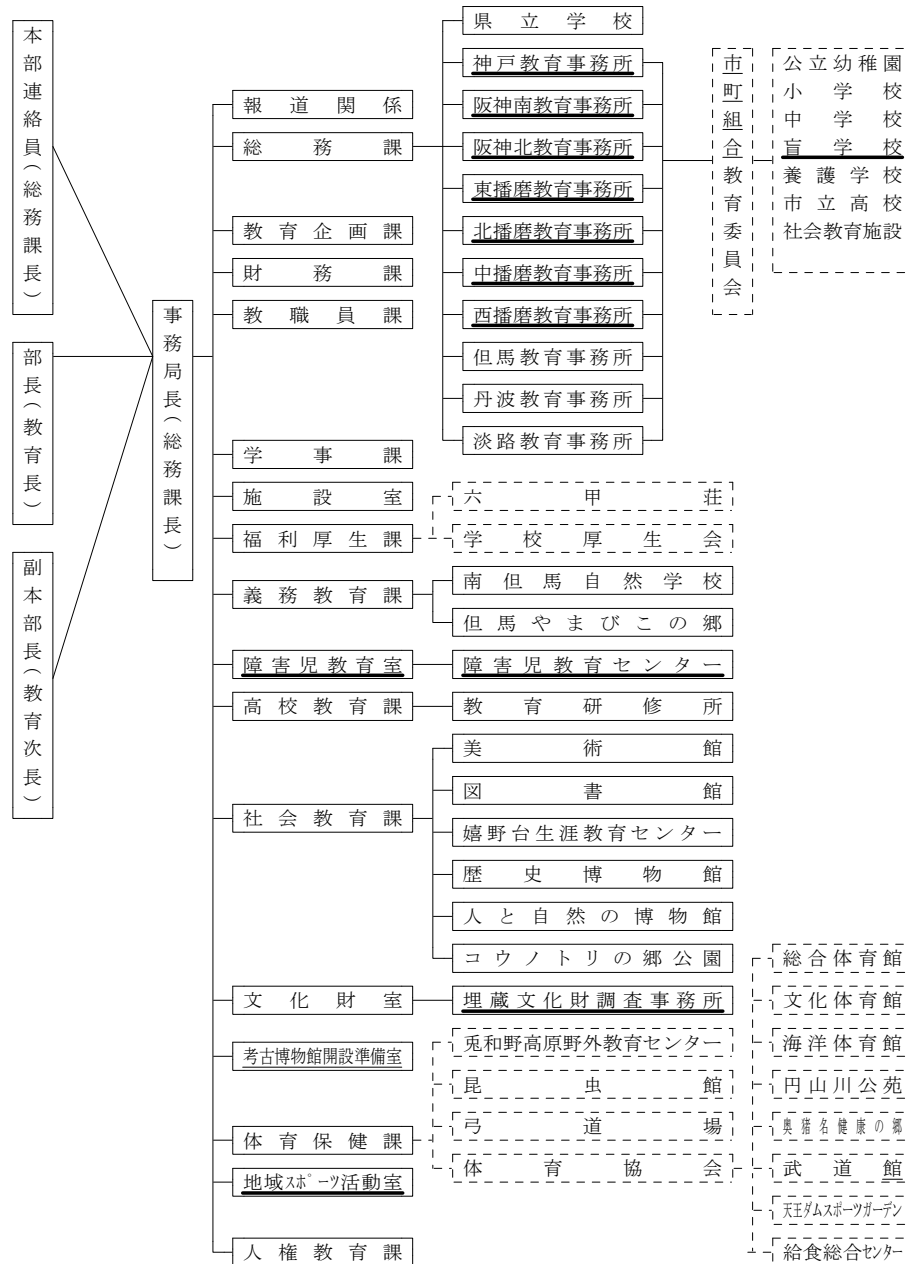 本部連絡員（総務課長）
部長（教育長）
副本部長（教育次長）
事務局長（総務課長）
報道関係
総務課
教育企画課
財務課
教職員課
学事課
施設室
福利厚生課
義務教育課
障害児教育室
高校教育課
社会教育課
文化財室
考古博物館開設準備室
体育保健課
地域スポーツ活動室
人権教育課
県立学校
神戸教育事務所
阪神南教育事務所
阪神北教育事務所
東播磨教育事務所
北播磨教育事務所
中播磨教育事務所
西播磨教育事務所
但馬教育事務所
丹波教育事務所
淡路教育事務所
六甲荘
学校厚生会
南但馬自然学校
但馬やまびこの郷
障害児教育センター
教育研修所
美術館
図書館
嬉野台生涯教育センター
歴史博物館
人と自然の博物館
コウノトリの郷公園
埋蔵文化財調査事務所
兎和野高原野外教育センター
昆虫館
弓道場
体育協会
市町組合教育委員会
公立幼稚園
小学校
中学校
盲学校
養護学校
市立高校
社会教育施設
総合体育館
文化体育館
海洋体育館
円山川公苑
奥猪名健康の郷
武道館
天王ダムスポーツガーデン
給食総合センター